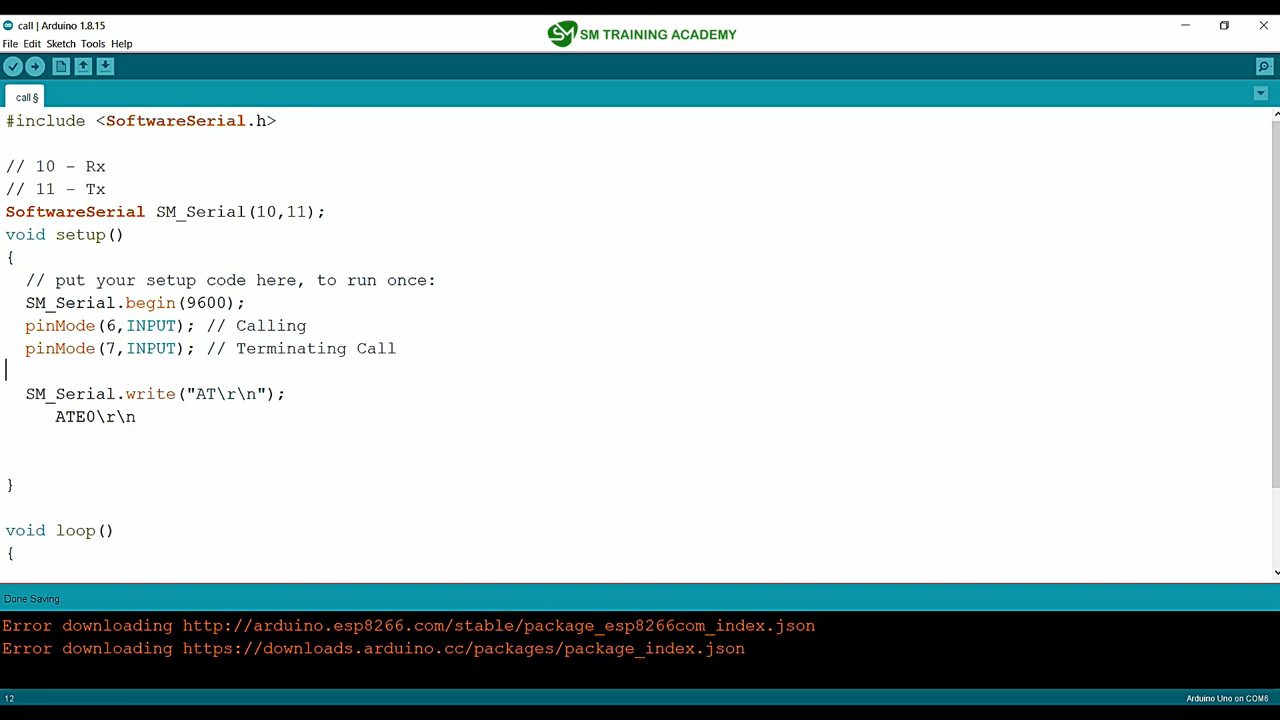 call | Arduino 1.8.15
SM TRAINING ACADEMY
File Edit Sketch Tools Help
call §
#include <SoftwareSerial.h>
// 10 - Rx
// 11 - Tx
SoftwareSerial SM_Serial(10,11);
void setup()
{
// put your setup code here, to run once:
SM_Serial.begin(9600);
pinMode(6,INPUT); // Calling
pinMode(7,INPUT); // Terminating Call
SM_Serial.write("AT\r\n");
ATE0\r\n
}
void loop()
{
Done Saving.
Error downloading http://arduino.esp8266.com/stable/package_esp8266com_index.json
Error downloading https://downloads.arduino.cc/packages/package_index.json
12
Arduino Uno on COM6